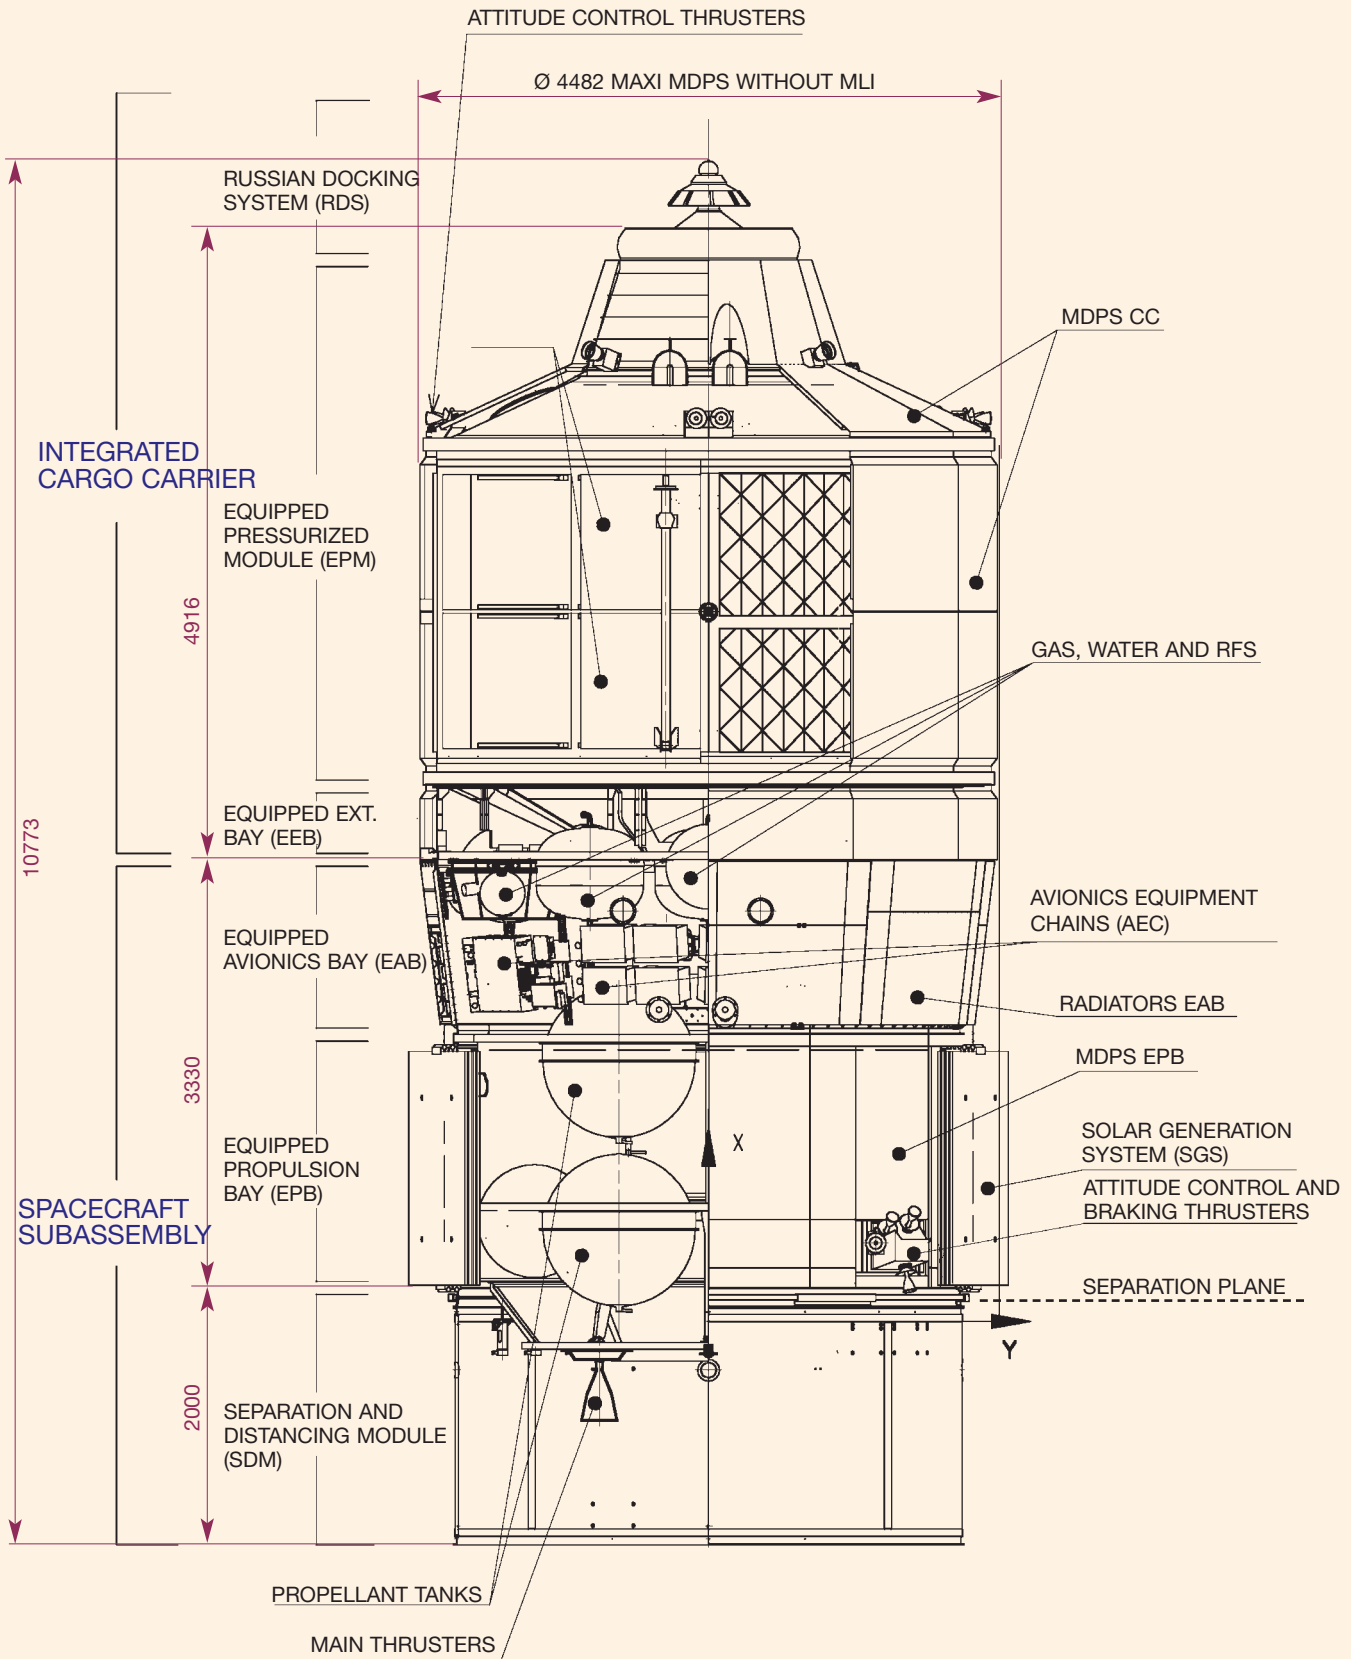 ATTITUDE CONTROL THRUSTERS
Ø 4482 MAXI MDPS WITHOUT MLI
RUSSIAN DOCKING
SYSTEM (RDS)
MDPS CC
INTEGRATED
CARGO CARRIER
EQUIPPED
PRESSURIZED
MODULE (EPM)
4916
GAS, WATER AND RFS
EQUIPPED EXT.
BAY (EEB)
10773
AVIONICS EQUIPMENT
CHAINS (AEC)
EQUIPPED
AVIONICS BAY (EAB)
RADIATORS EAB
MDPS EPB
3330
X
EQUIPPED
PROPULSION
BAY (EPB)
SOLAR GENERATION
SYSTEM (SGS)
ATTITUDE CONTROL AND
BRAKING THRUSTERS
SPACECRAFT
SUBASSEMBLY
SEPARATION PLANE
Y
2000
SEPARATION AND
DISTANCING MODULE
(SDM)
PROPELLANT TANKS
MAIN THRUSTERS